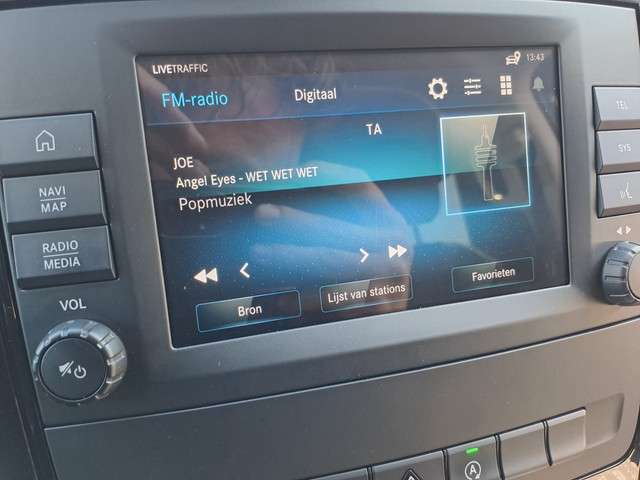 LIVETRAFFIC
13:43
FM-radio
Digitaal
TA
JOE
Angel Eyes - WET WET WET
Popmuziek
Bron
Lijst van stations
Favorieten
NAVI
MAP
RADIO
MEDIA
VOL
TEL
SYS
A